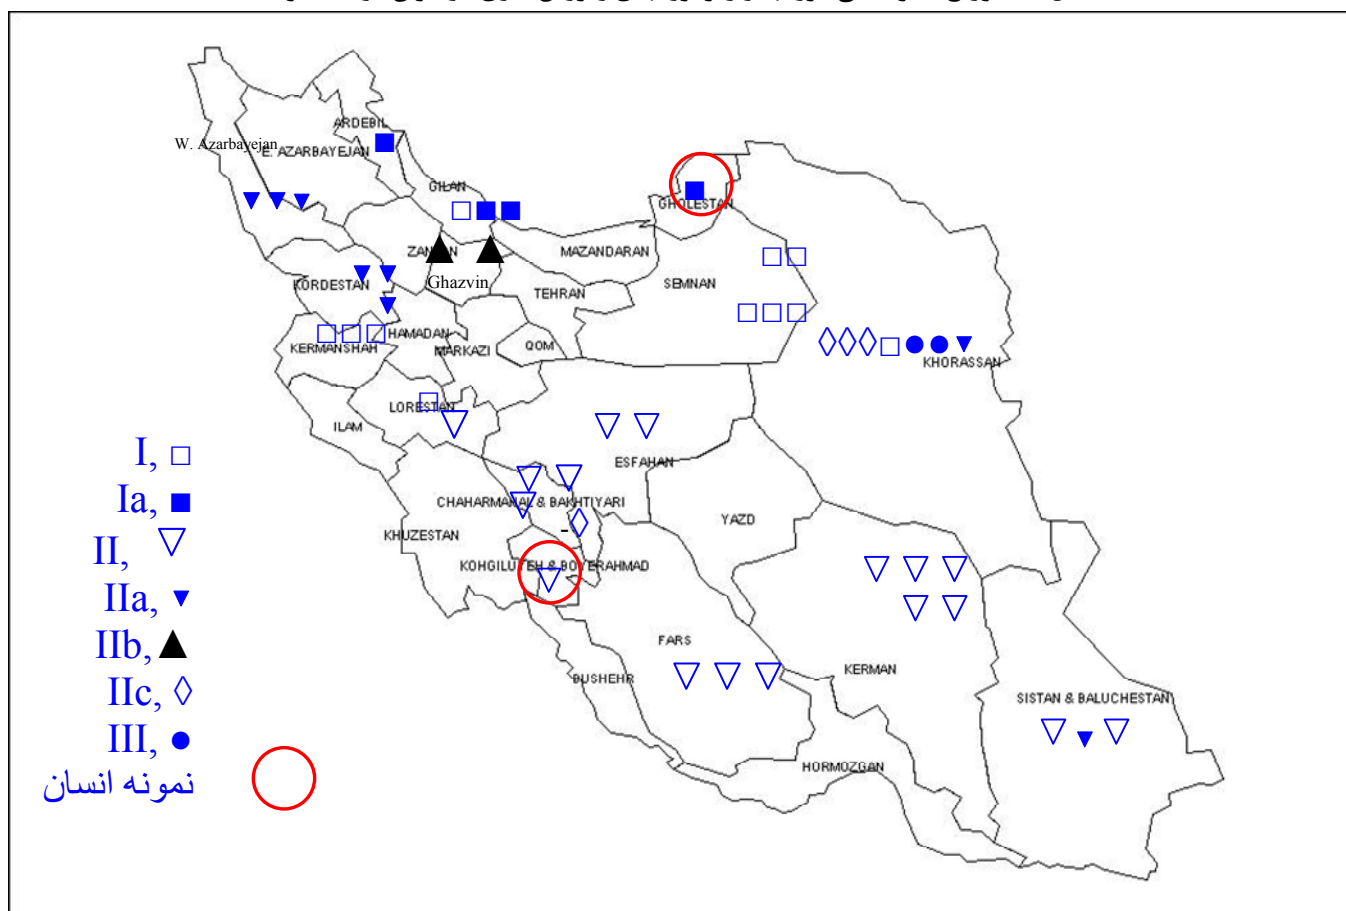 ARDEBIL
W. Azarbayejan
E. AZARBAYEJAN
GILAN
GHOLESTAN
ZANJAN
MAZANDARAN
Ghazvin
KORDESTAN
TEHRAN
SEMNAN
HAMADAN
KERMANSHAH
MARKAZI
QOM
KHORASSAN
LORESTAN
ILAM
ESFAHAN
CHAHARMAHAL & BAKHTIYARI
YAZD
KHUZESTAN
KOHGILUYEH & BOYERAHMAD
FARS
BUSHEHR
KERMAN
SISTAN & BALUCHESTAN
HORMOZGAN
I,
Ia,
II,
IIa,
IIb,
IIc,
III,
نمونه انسان